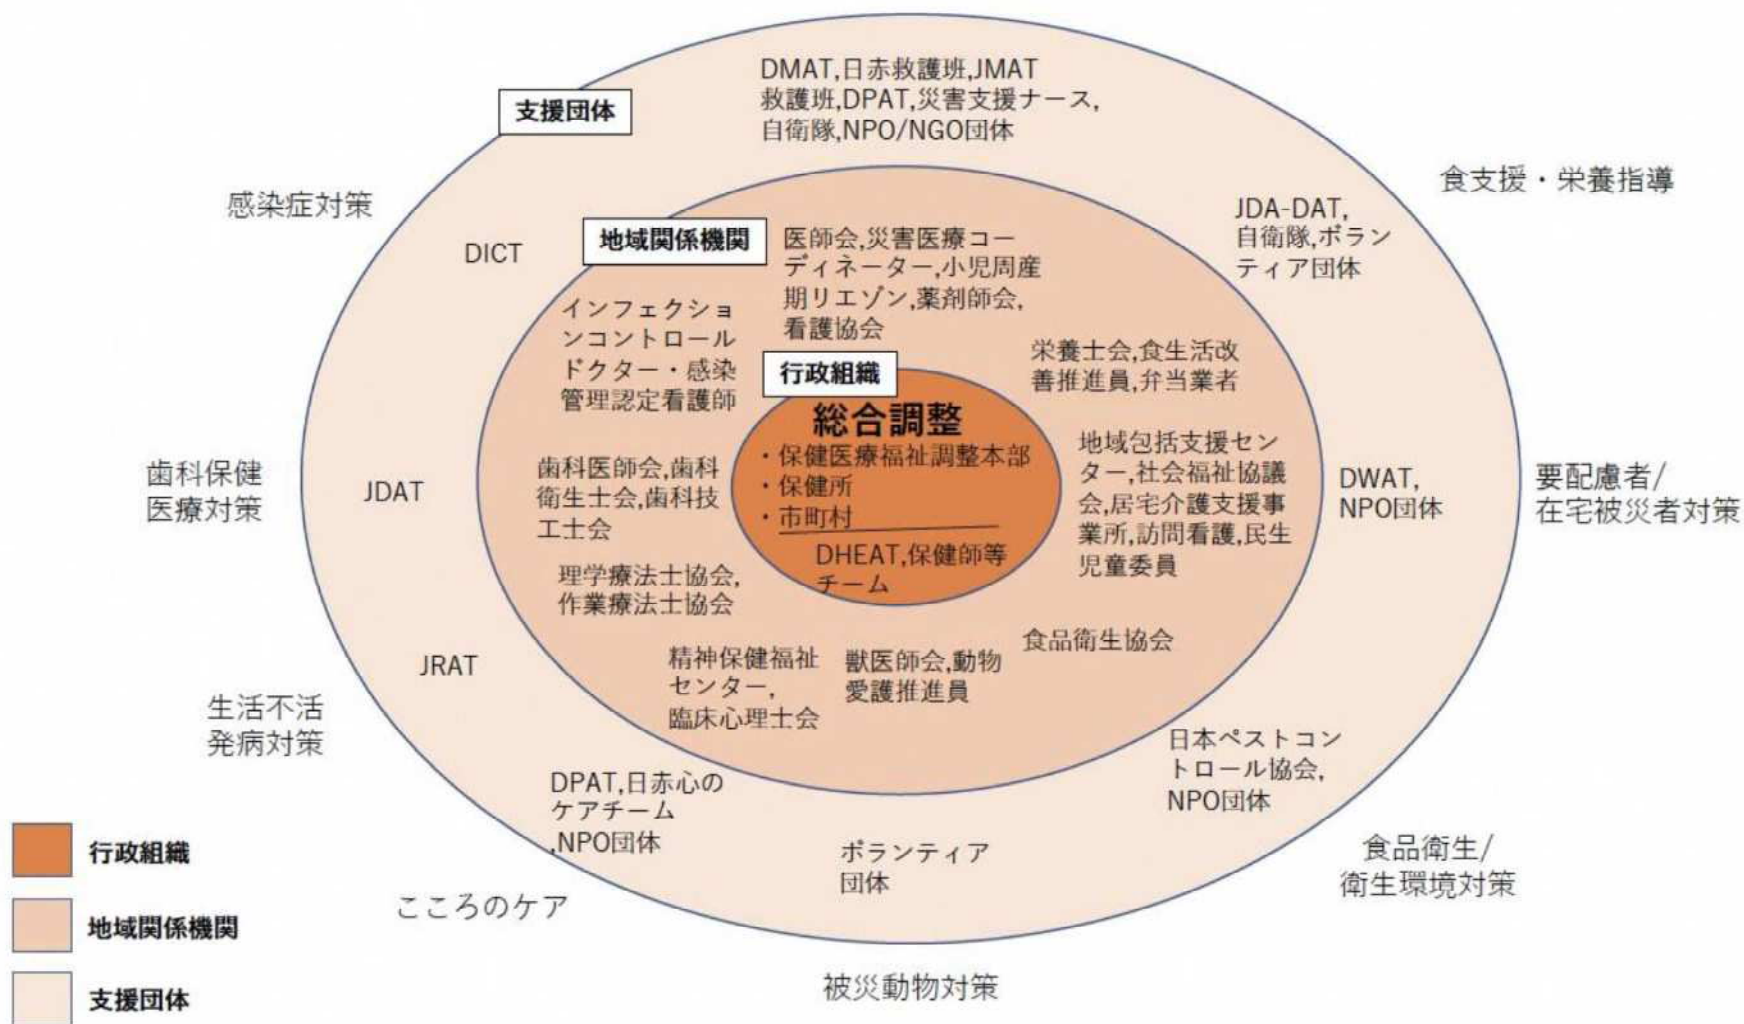 DMAT,日赤救護班,JMAT
救護班,DPAT,災害支援ナース,
自衛隊,NPO/NGO団体
支援団体
食支援・栄養指導
感染症対策
JDA-DAT,
自衛隊,ボラン
ティア団体
DICT
地域関係機関
医師会,災害医療コー
ディネーター,小児周産
期リエゾン,薬剤師会,
看護協会
インフェクショ
ンコントロール
ドクター・感染
管理認定看護師
栄養士会,食生活改
善推進員,弁当業者
行政組織
総合調整
・保健医療福祉調整本部
・保健所
・市町村
DHEAT,保健師等
チーム
歯科保健
医療対策
JDAT
歯科医師会,歯科
衛生士会,歯科技
工士会
地域包括支援セン
ター,社会福祉協議
会,居宅介護支援事
業所,訪問看護,民生
児童委員
DWAT,
NPO団体
要配慮者/
在宅被災者対策
理学療法士協会,
作業療法士協会
JRAT
生活不活
発病対策
精神保健福祉
センター,
臨床心理士会
獣医師会,動物
愛護推進員
食品衛生協会
日本ペストコン
トロール協会,
NPO団体
DPAT,日赤心の
ケアチーム
,NPO団体
ボランティア
団体
食品衛生/
衛生環境対策
こころのケア
被災動物対策
行政組織
地域関係機関
支援団体